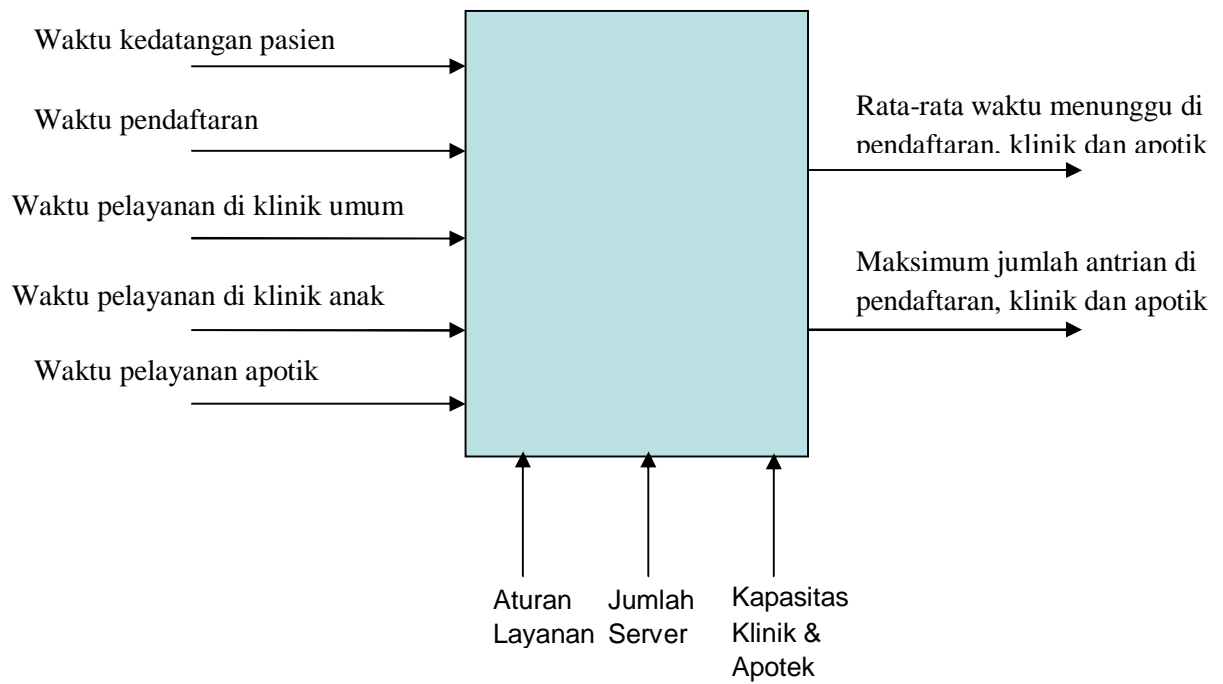 Waktu kedatangan pasien
Waktu pendaftaran
Waktu pelayanan di klinik umum
Waktu pelayanan di klinik anak
Waktu pelayanan apotik
Rata-rata waktu menunggu di
pendaftaran, klinik dan apotik
Maksimum jumlah antrian di
pendaftaran, klinik dan apotik
Aturan
Layanan
Jumlah
Server
Kapasitas
Klinik &
Apotek